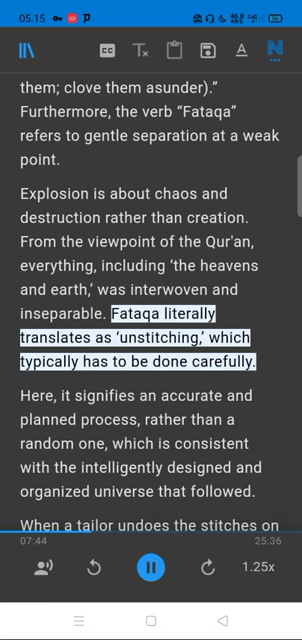 05.15
CC
Tx
A
N
them; clove them asunder).”
Furthermore, the verb “Fataqa”
refers to gentle separation at a weak
point.
Explosion is about chaos and
destruction rather than creation.
From the viewpoint of the Qur'an,
everything, including ‘the heavens
and earth,’ was interwoven and
inseparable. Fataqa literally
translates as ‘unstitching,’ which
typically has to be done carefully.
Here, it signifies an accurate and
planned process, rather than a
random one, which is consistent
with the intelligently designed and
organized universe that followed.
When a tailor undoes the stitches on
07:44
25:36
1.25x